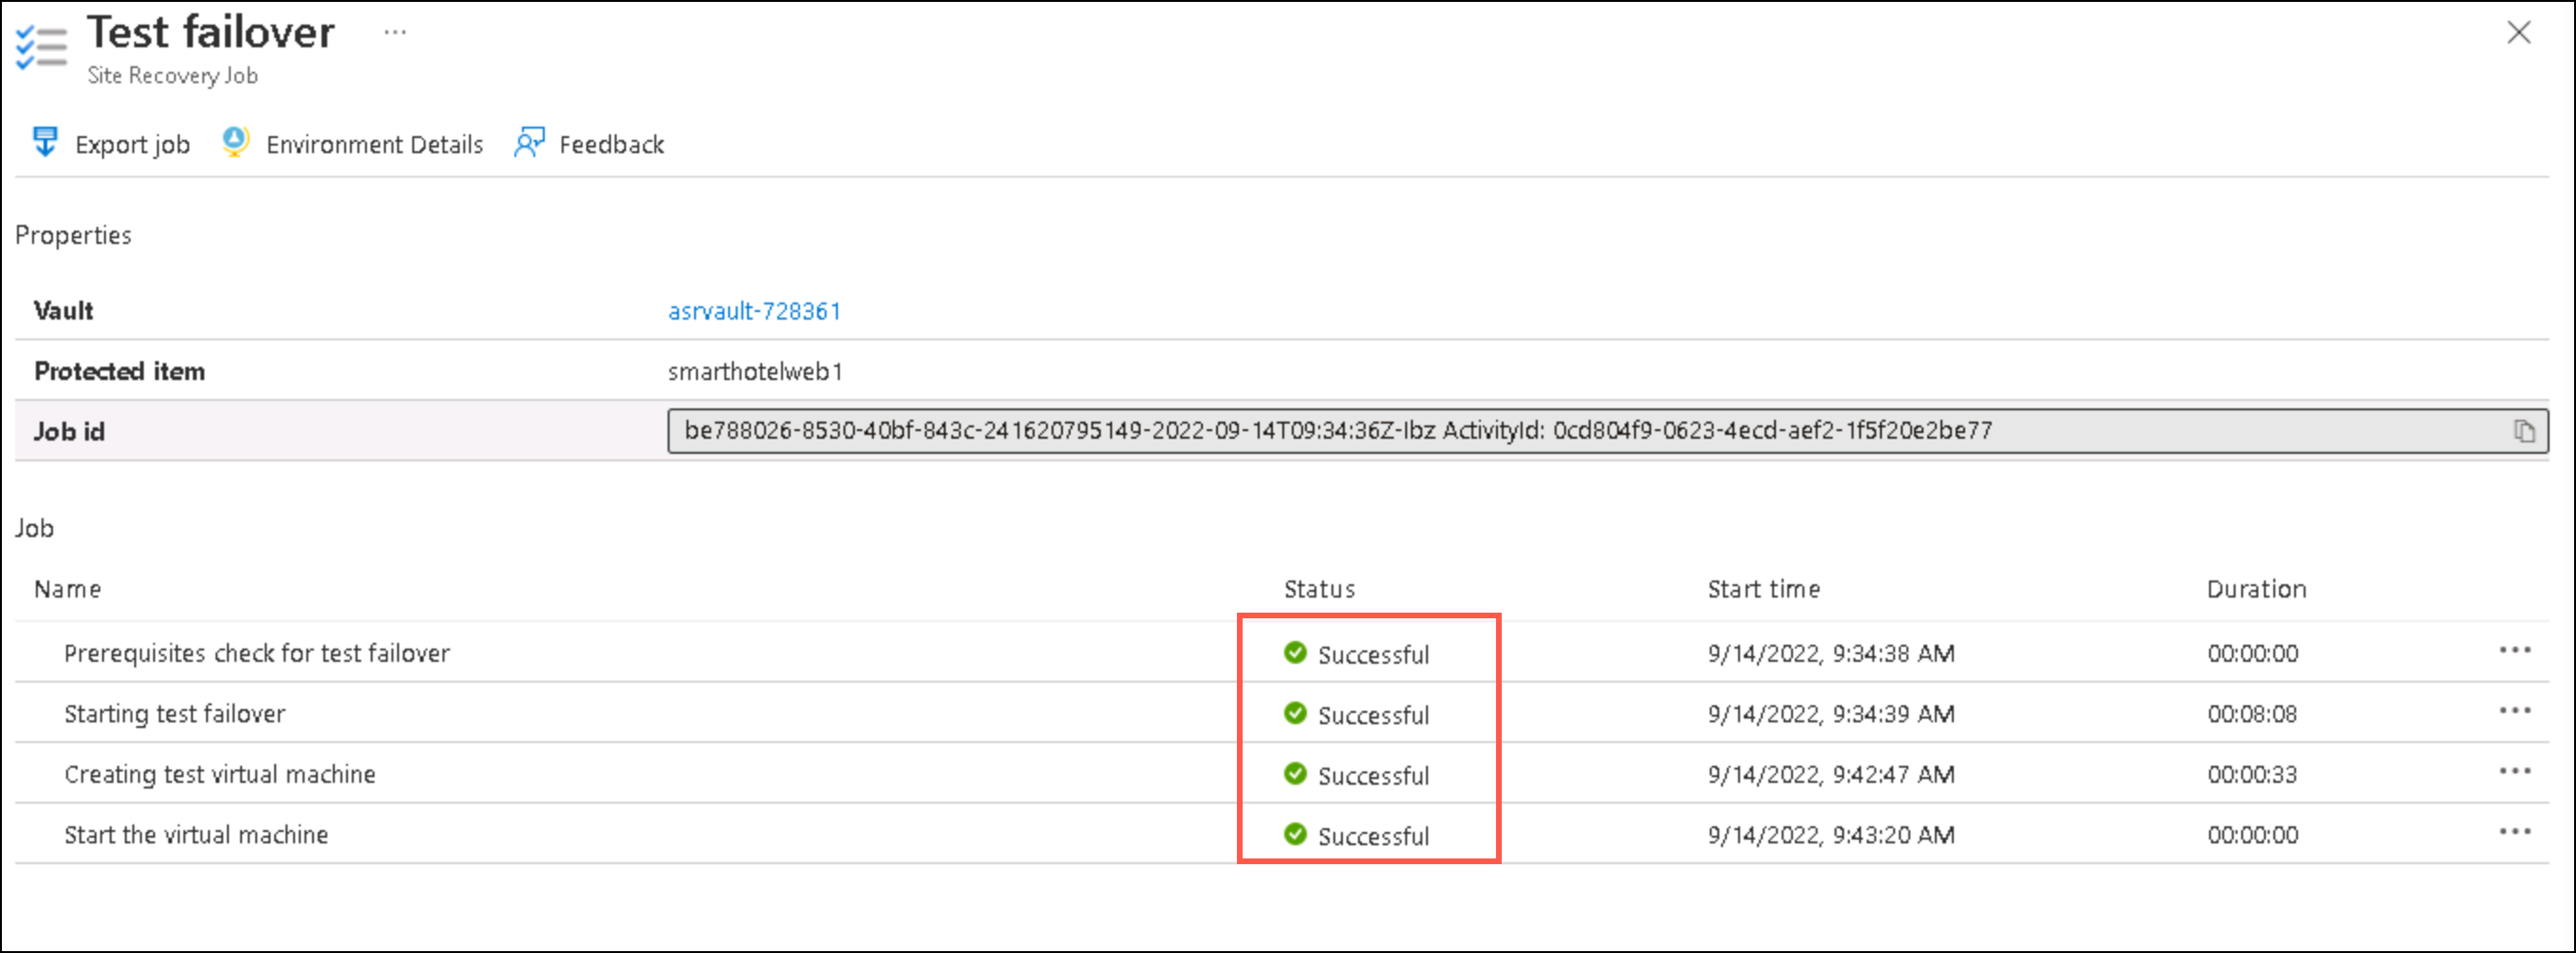 Test failover ...
Site Recovery Job
Export job Environment Details Feedback
Properties
Vault asrvault-728361
Protected item smarthotelweb1
Job id be788026-8530-40bf-843c-241620795149-2022-09-14T09:34:36Z-Ibz ActivityId: 0cd804f9-0623-4ecd-aef2-1f5f20e2be77
Job
Name Status Start time Duration
Prerequisites check for test failover Successful 9/14/2022, 9:34:38 AM 00:00:00 ...
Starting test failover Successful 9/14/2022, 9:34:39 AM 00:08:08 ...
Creating test virtual machine Successful 9/14/2022, 9:42:47 AM 00:00:33 ...
Start the virtual machine Successful 9/14/2022, 9:43:20 AM 00:00:00 ...